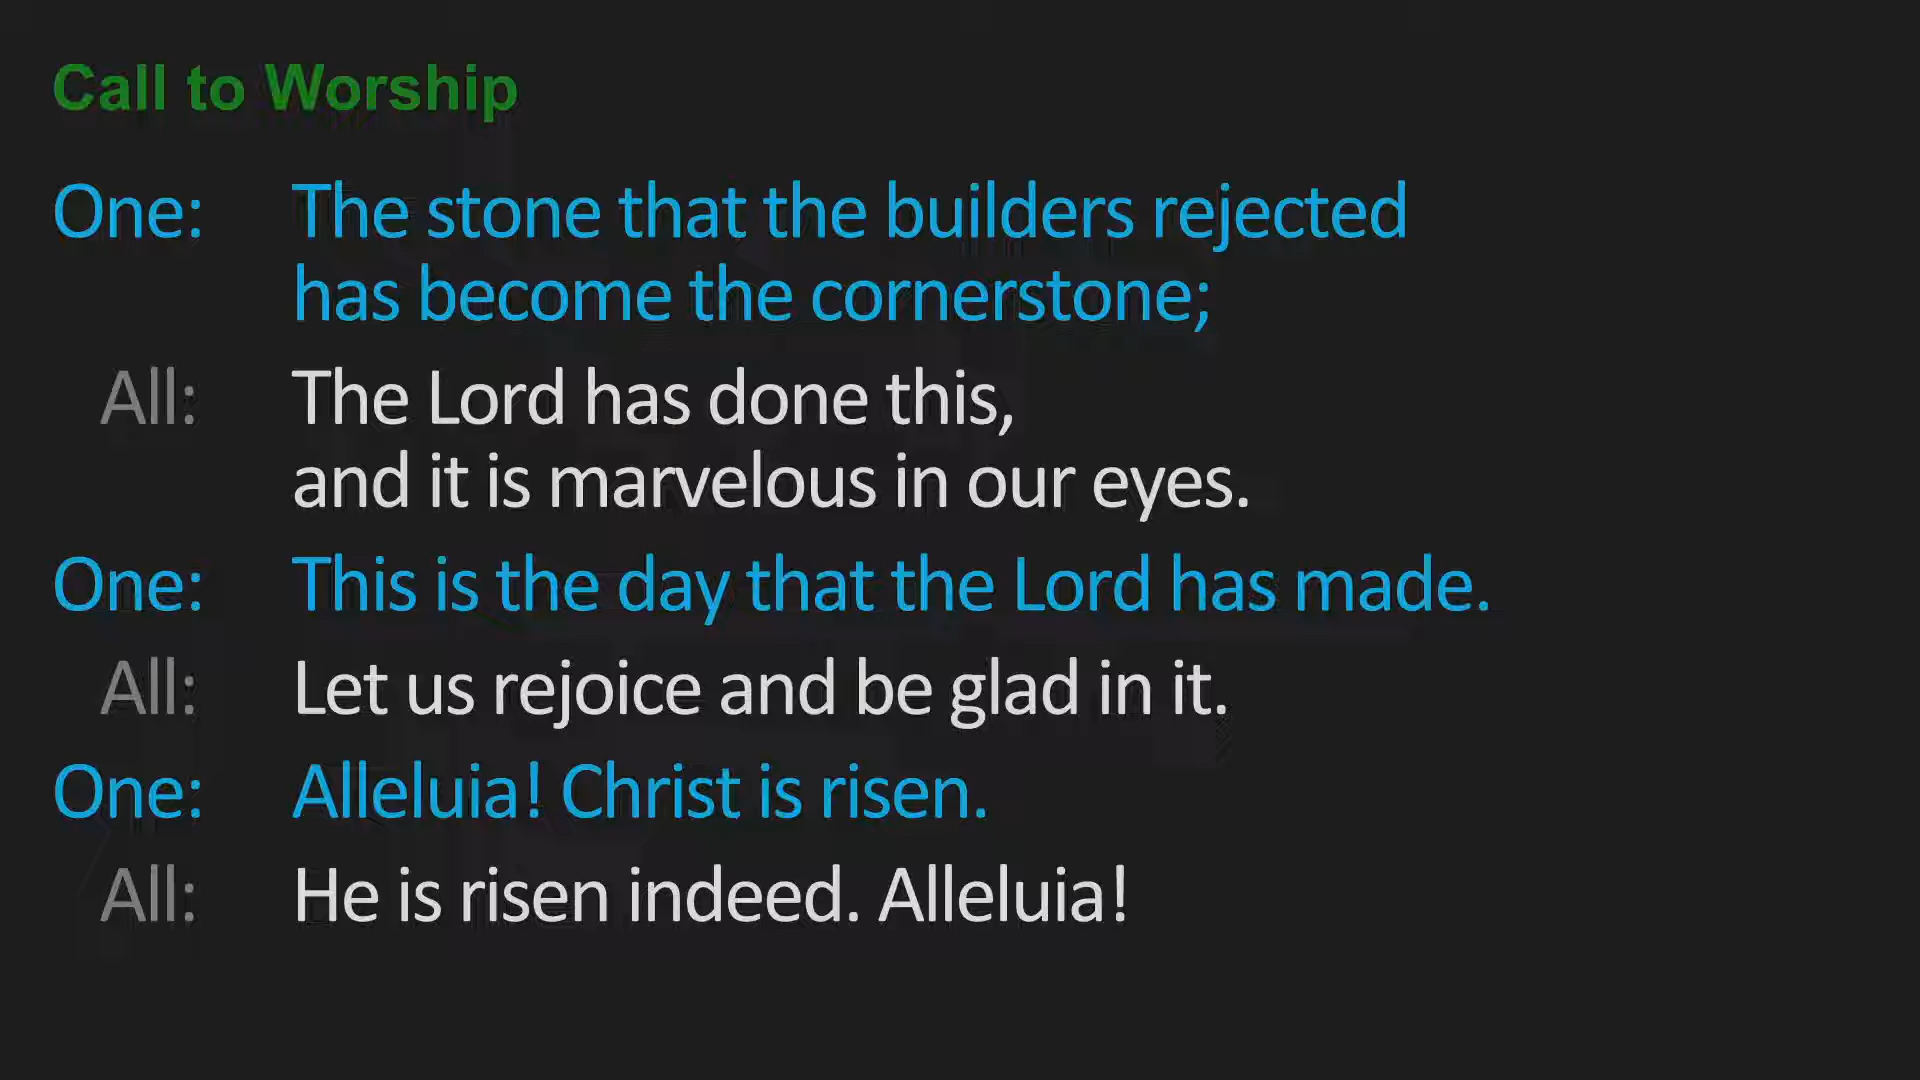 Call to Worship
One: The stone that the builders rejected
has become the cornerstone;
All: The Lord has done this,
and it is marvelous in our eyes.
One: This is the day that the Lord has made.
All: Let us rejoice and be glad in it.
One: Alleluia! Christ is risen.
All: He is risen indeed. Alleluia!